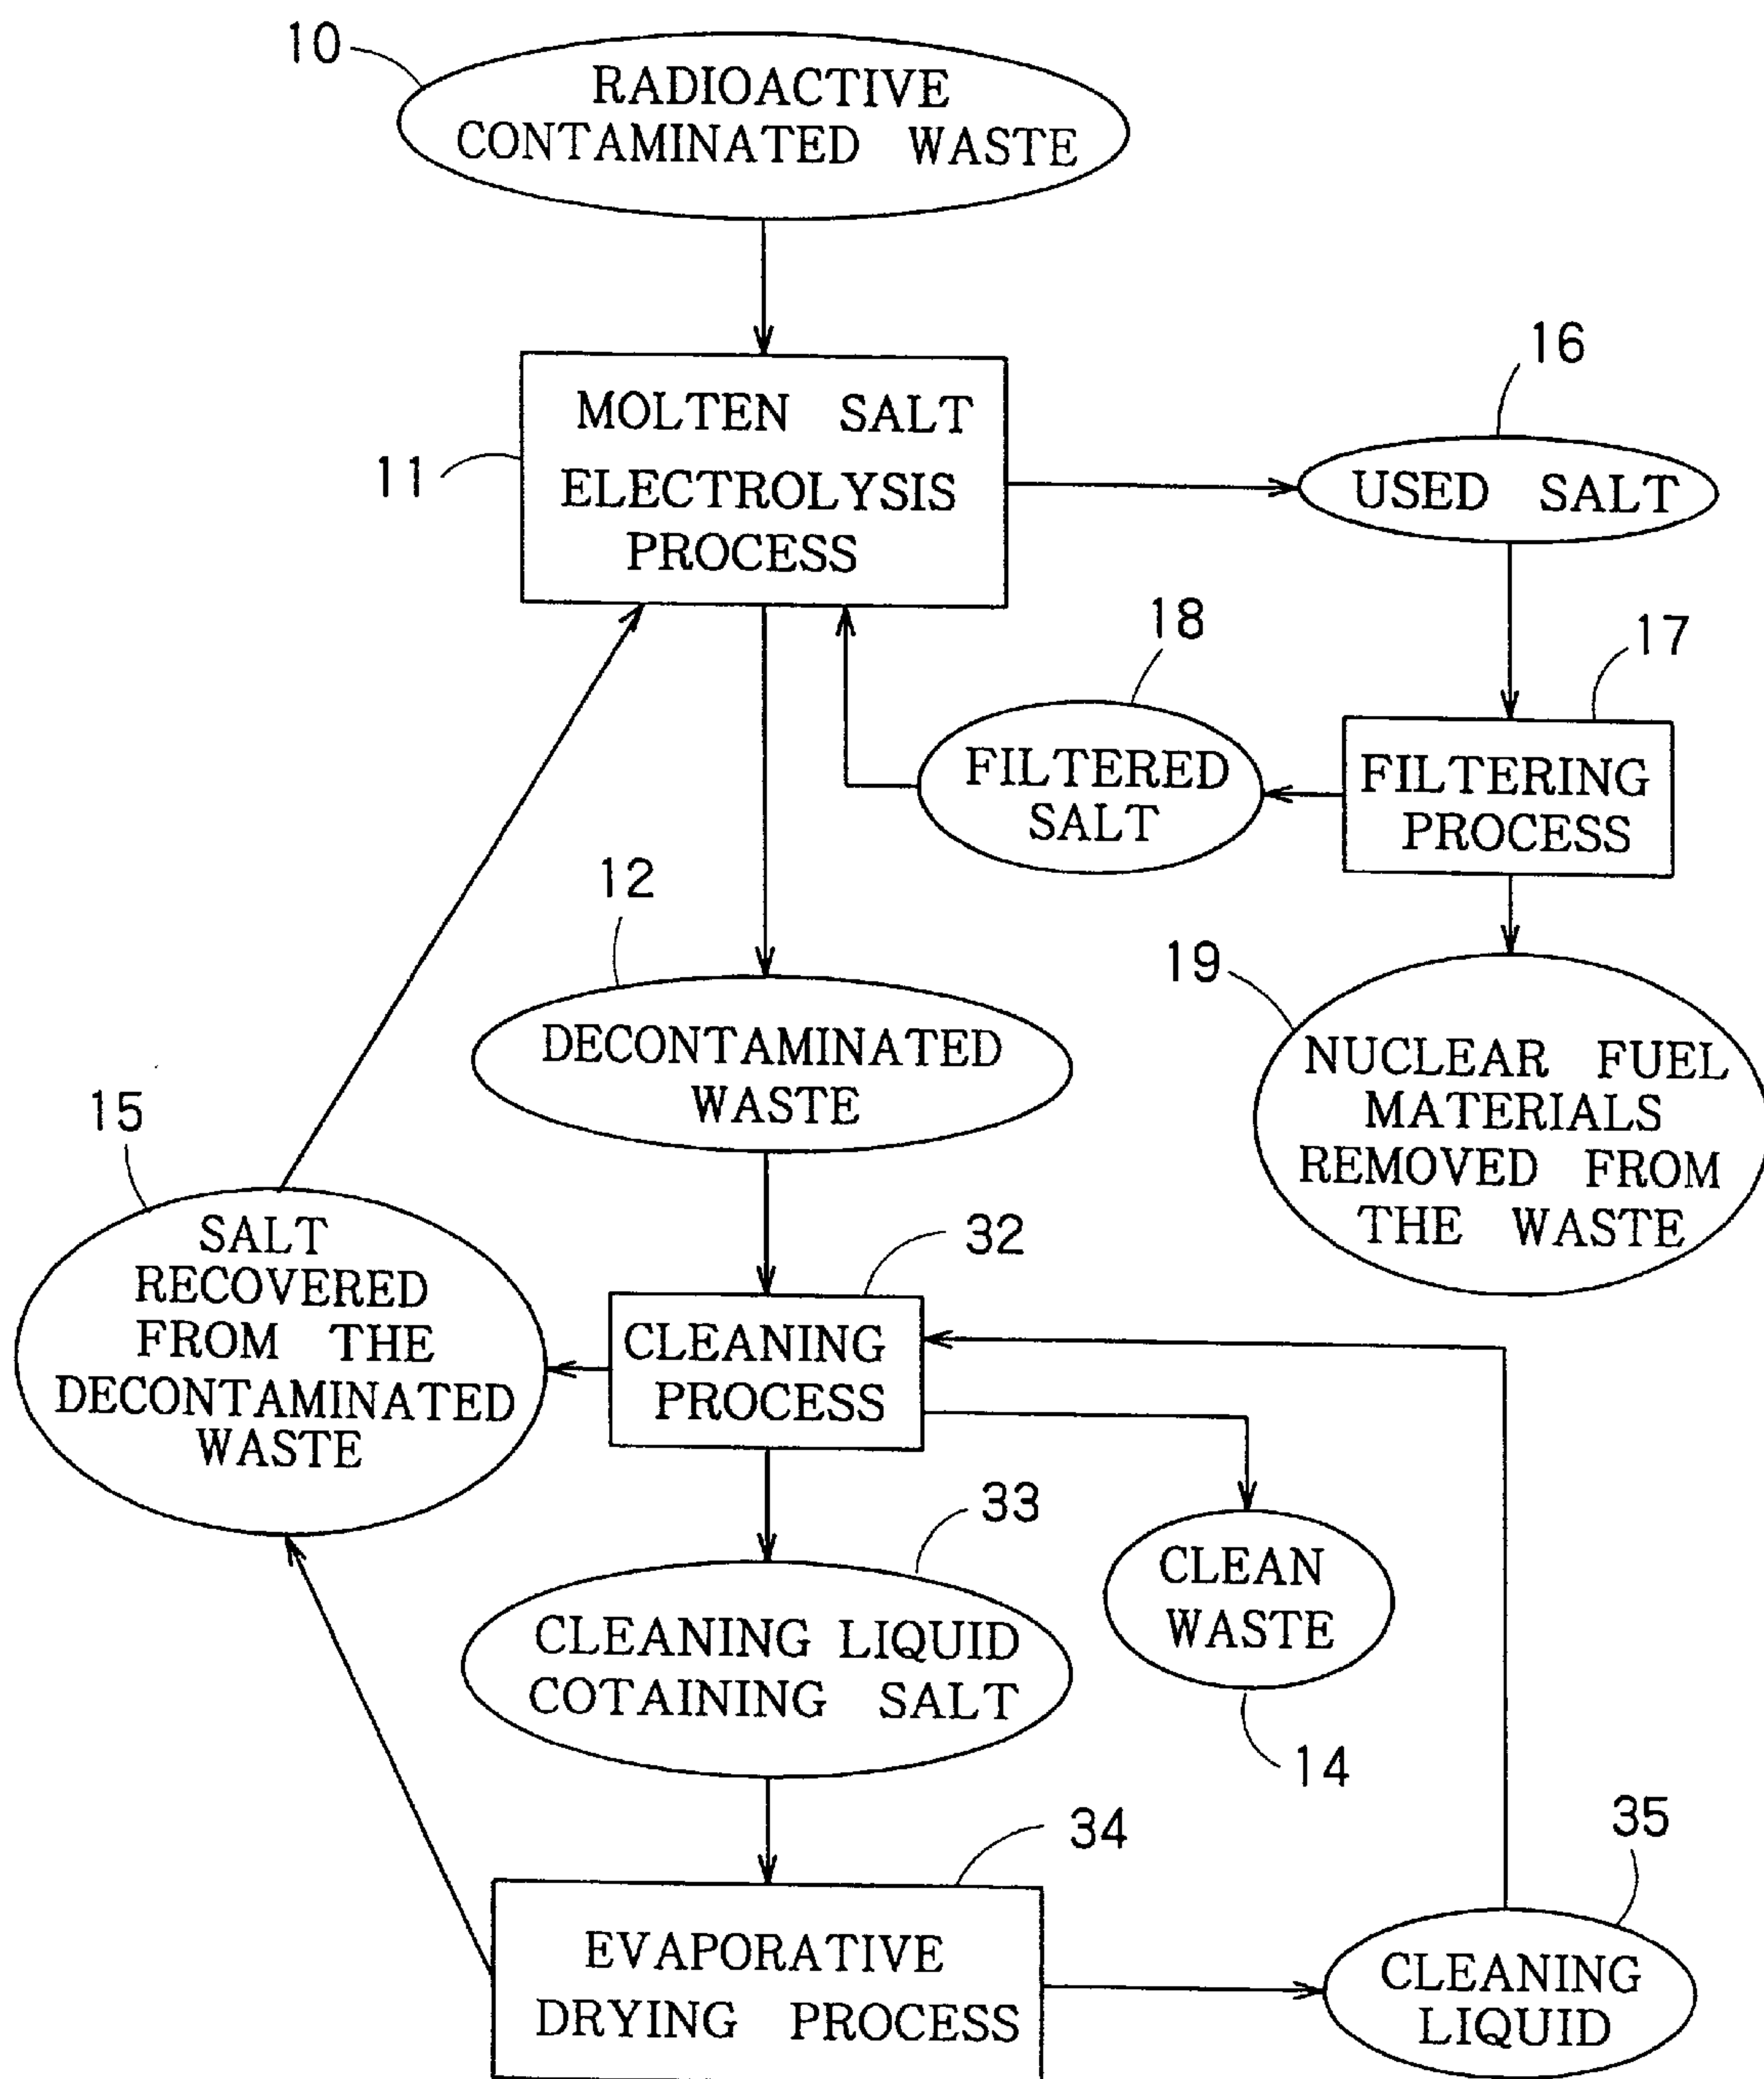 10
RADIOACTIVE
CONTAMINATED WASTE
11
MOLTEN SALT
ELECTROLYSIS
PROCESS
16
USED SALT
18
FILTERED
SALT
17
FILTERING
PROCESS
12
DECONTAMINATED
WASTE
19
NUCLEAR FUEL
MATERIALS
REMOVED FROM
THE WASTE
15
SALT
RECOVERED
FROM THE
DECONTAMINATED
WASTE
32
CLEANING
PROCESS
33
CLEANING LIQUID
COTAINING SALT
CLEAN
WASTE
14
34
EVAPORATIVE
DRYING PROCESS
35
CLEANING
LIQUID